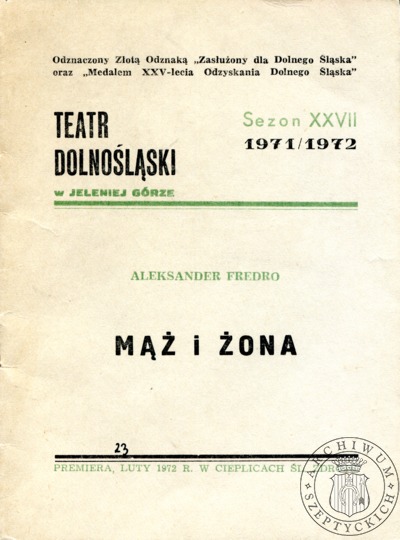 Odznaczony Złotą Odznaką „Zasłużony dla Dolnego Śląska"
oraz „Medalem XXV-lecia Odzyskania Dolnego Śląska"
TEATR
DOLNOŚLĄSKI
w JELENIEJ GÓRZE
Sezon XXVII
1971/1972
ALEKSANDER FREDRO
MĄŻ i ŻONA
23
PREMIERA, LUTY 1972 R. W CIEPLICACH ŚL. ZDR
ARCHIWUM
SZEPTYCKICH